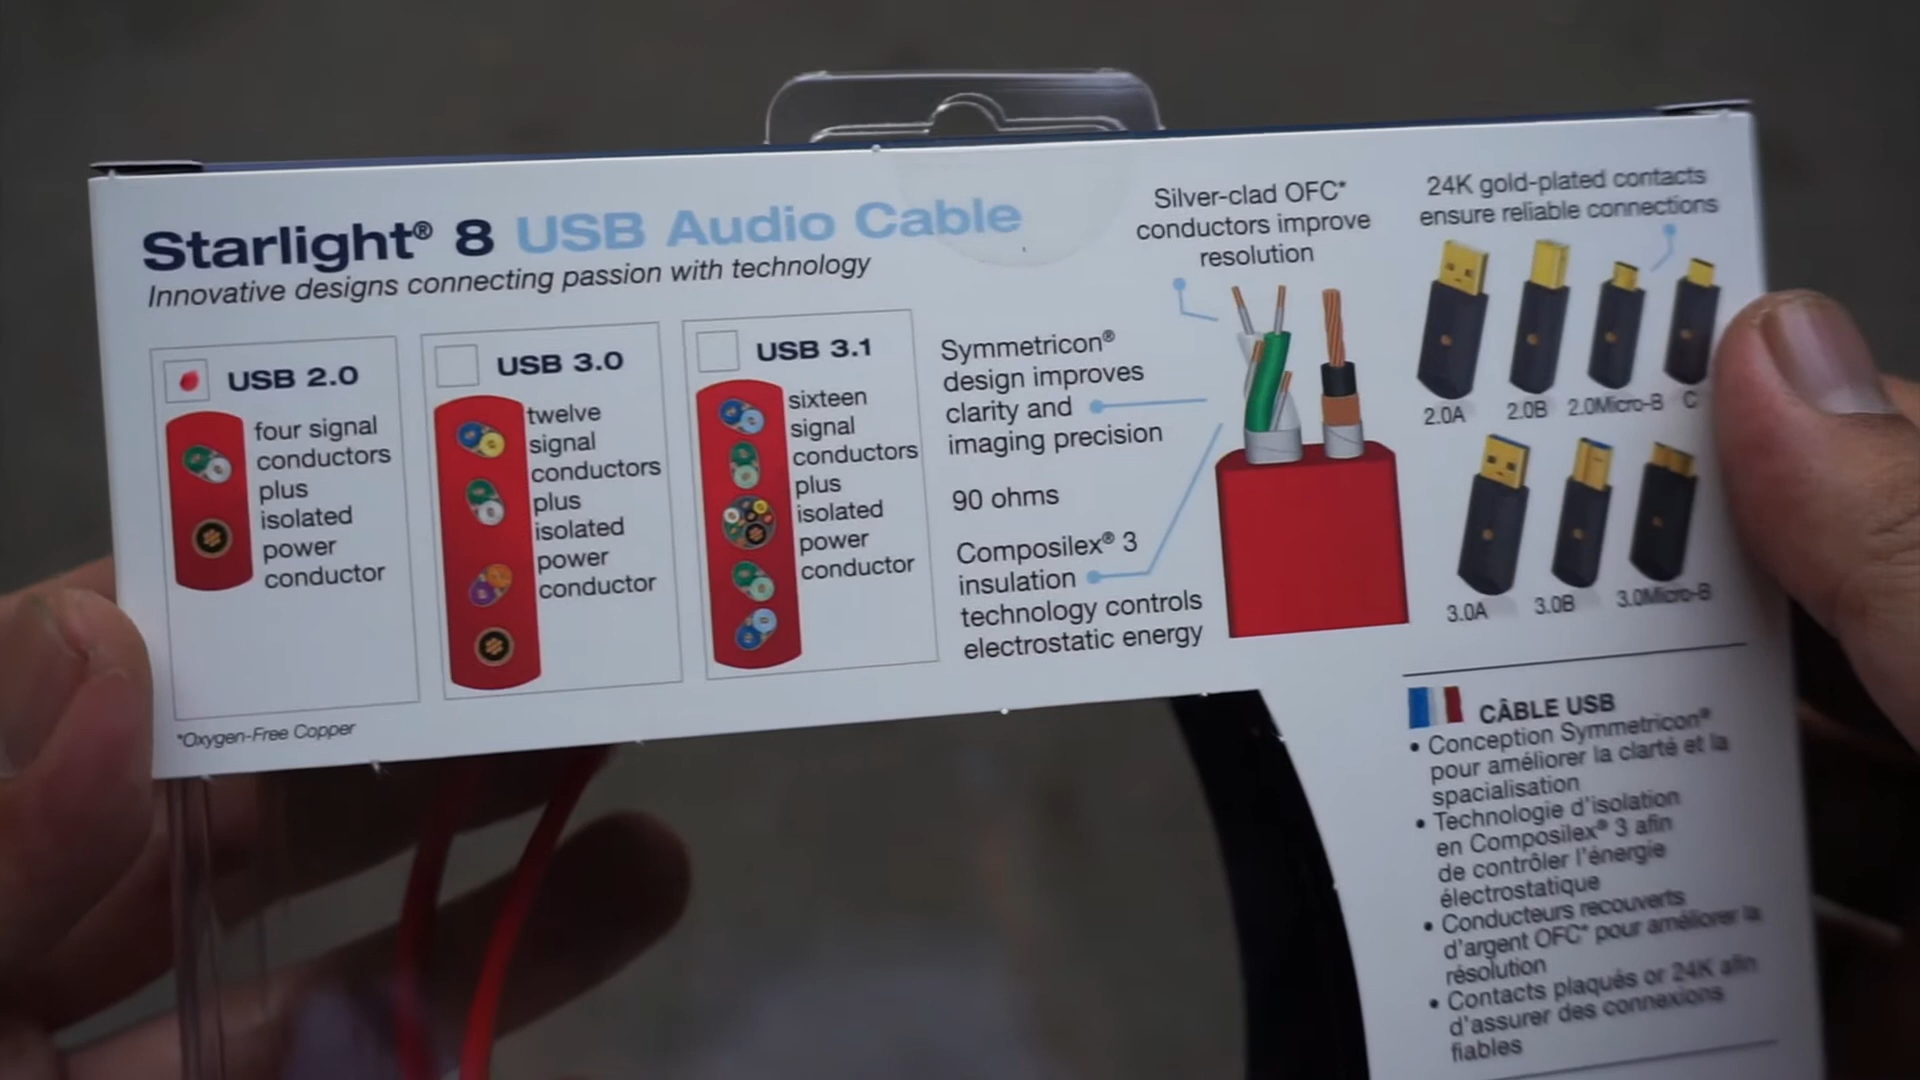 Starlight® 8 USB Audio Cable
Innovative designs connecting passion with technology
USB 2.0
four signal
conductors
plus
isolated
power
conductor
USB 3.0
twelve
signal
conductors
plus
isolated
power
conductor
USB 3.1
sixteen
signal
conductors
plus
isolated
power
conductor
*Oxygen-Free Copper
Symmetricon®
design improves
clarity and
imaging precision
90 ohms
Composilex® 3
insulation
technology controls
electrostatic energy
Silver-clad OFC*
conductors improve
resolution
24K gold-plated contacts
ensure reliable connections
2.0A 2.0B 2.0Micro-B C
3.0A 3.0B 3.0Micro-B
CÂBLE USB
• Conception Symmetricon®
pour améliorer la clarté et la
spacialisation
• Technologie d'isolation
en Composilex® 3 afin
de contrôler l'énergie
électrostatique
• Conducteurs recouverts
d'argent OFC* pour améliorer la
résolution
• Contacts plaqués or 24K afin
d'assurer des connexions
fiables